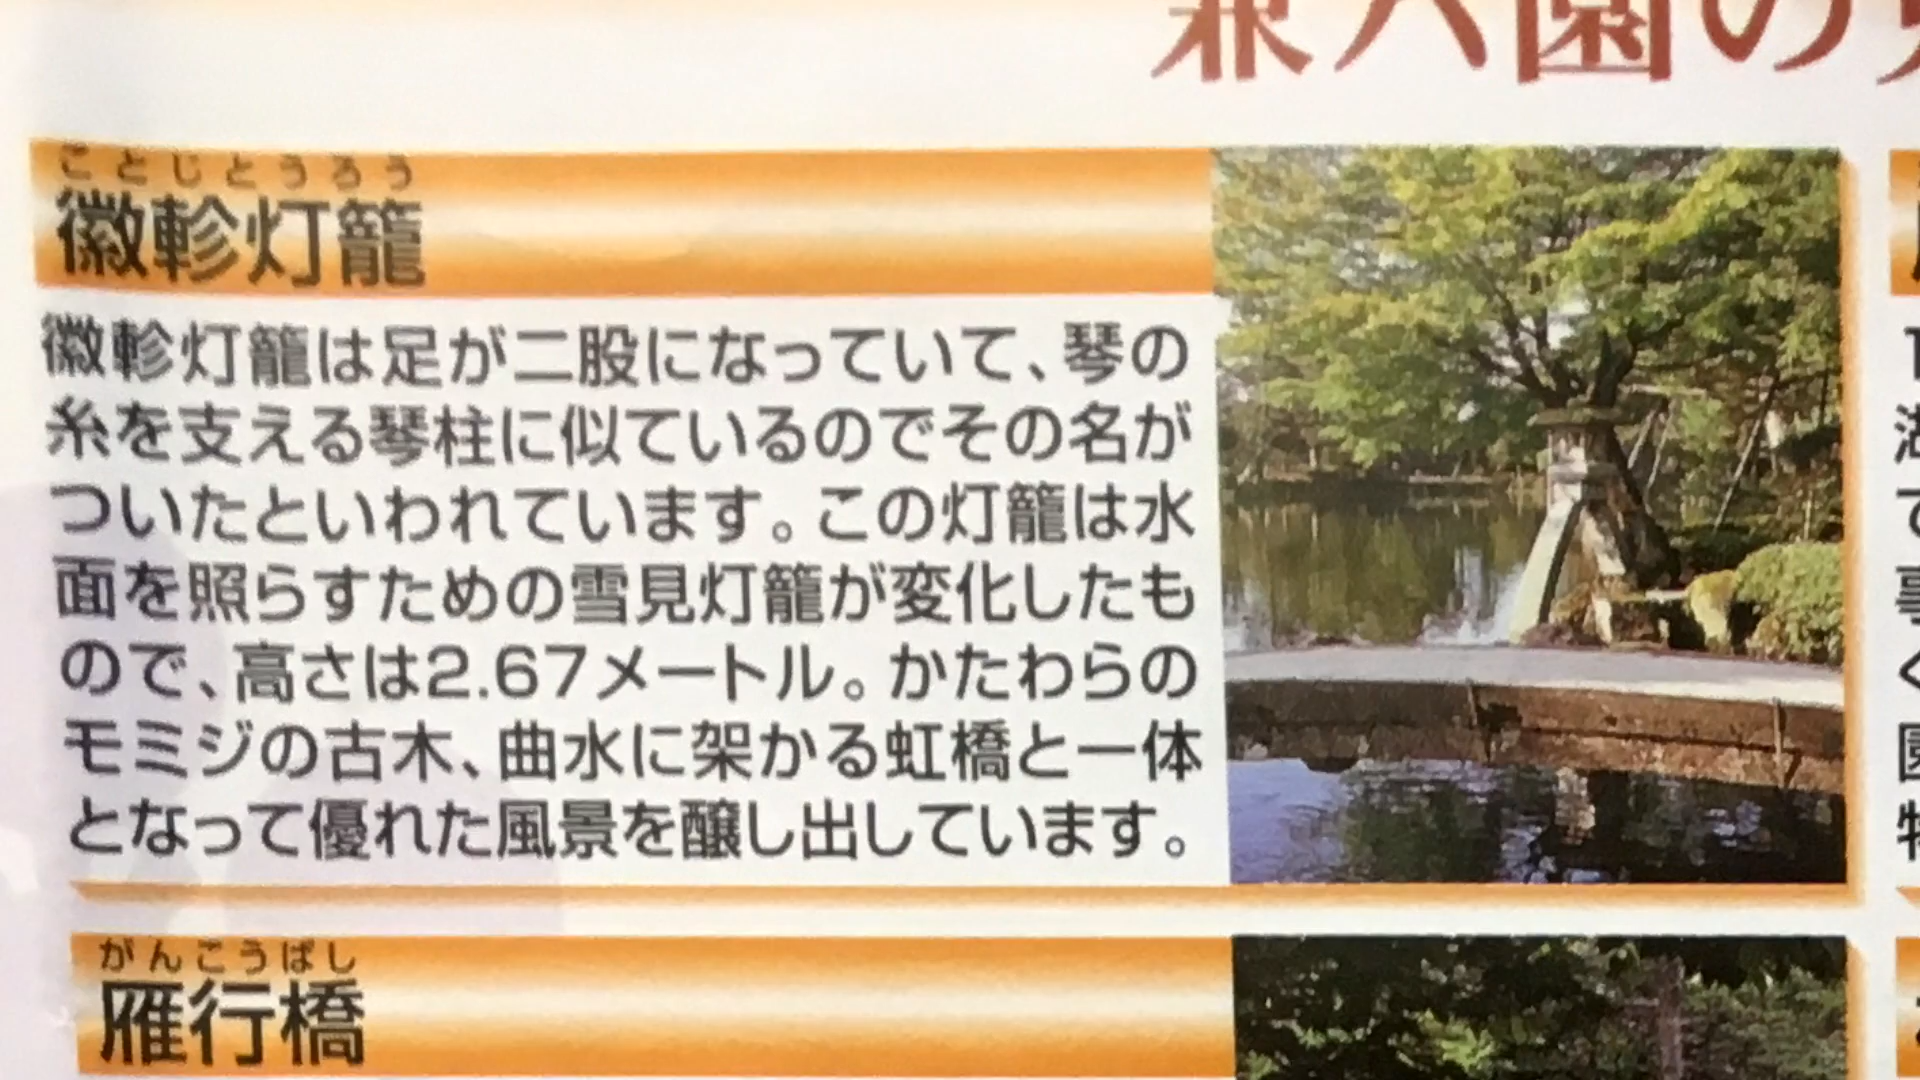 兼六園の
ことじとうろう
徽軫灯籠
徽軫灯籠は足が二股になっていて、琴の
糸を支える琴柱に似ているのでその名が
ついたといわれています。この灯籠は水
面を照らすための雪見灯籠が変化したも
ので、高さは2.67メートル。かたわらの
モミジの古木、曲水に架かる虹橋と一体
となって優れた風景を醸し出しています。
がんこうばし
雁行橋